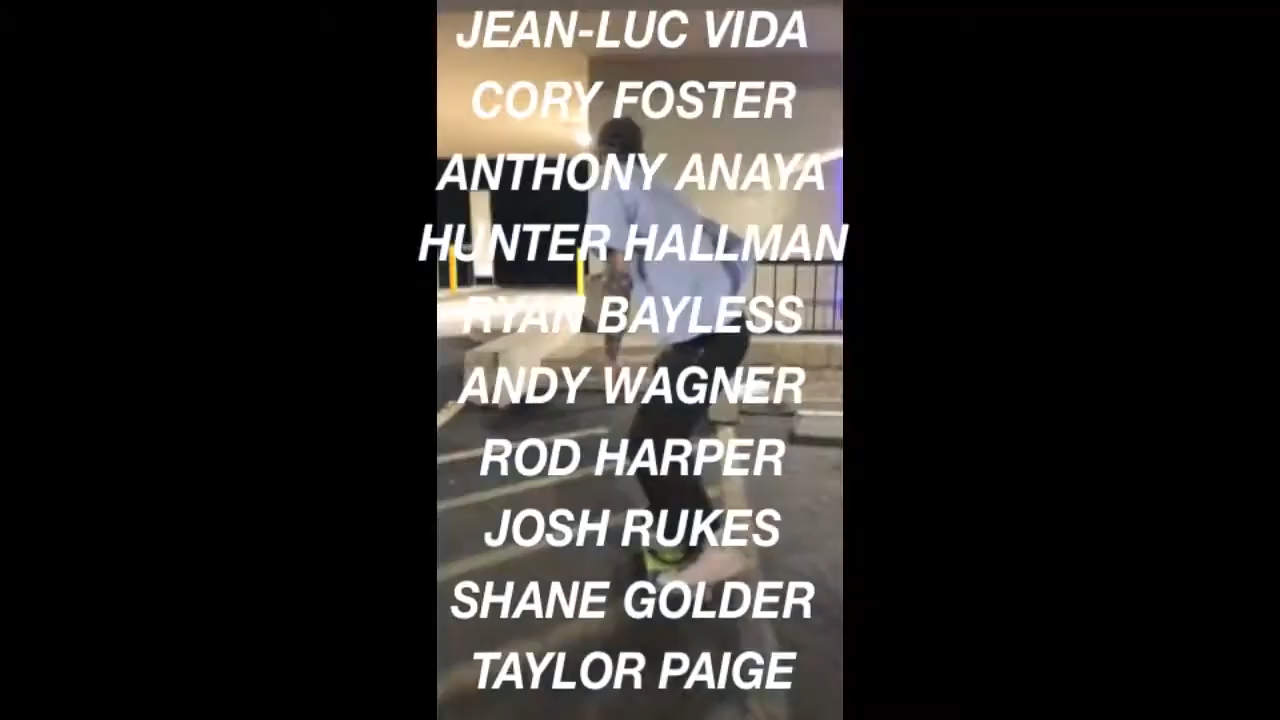 JEAN-LUC VIDA
CORY FOSTER
ANTHONY ANAYA
HUNTER HALLMAN
RYAN BAYLESS
ANDY WAGNER
ROD HARPER
JOSH RUKES
SHANE GOLDER
TAYLOR PAIGE